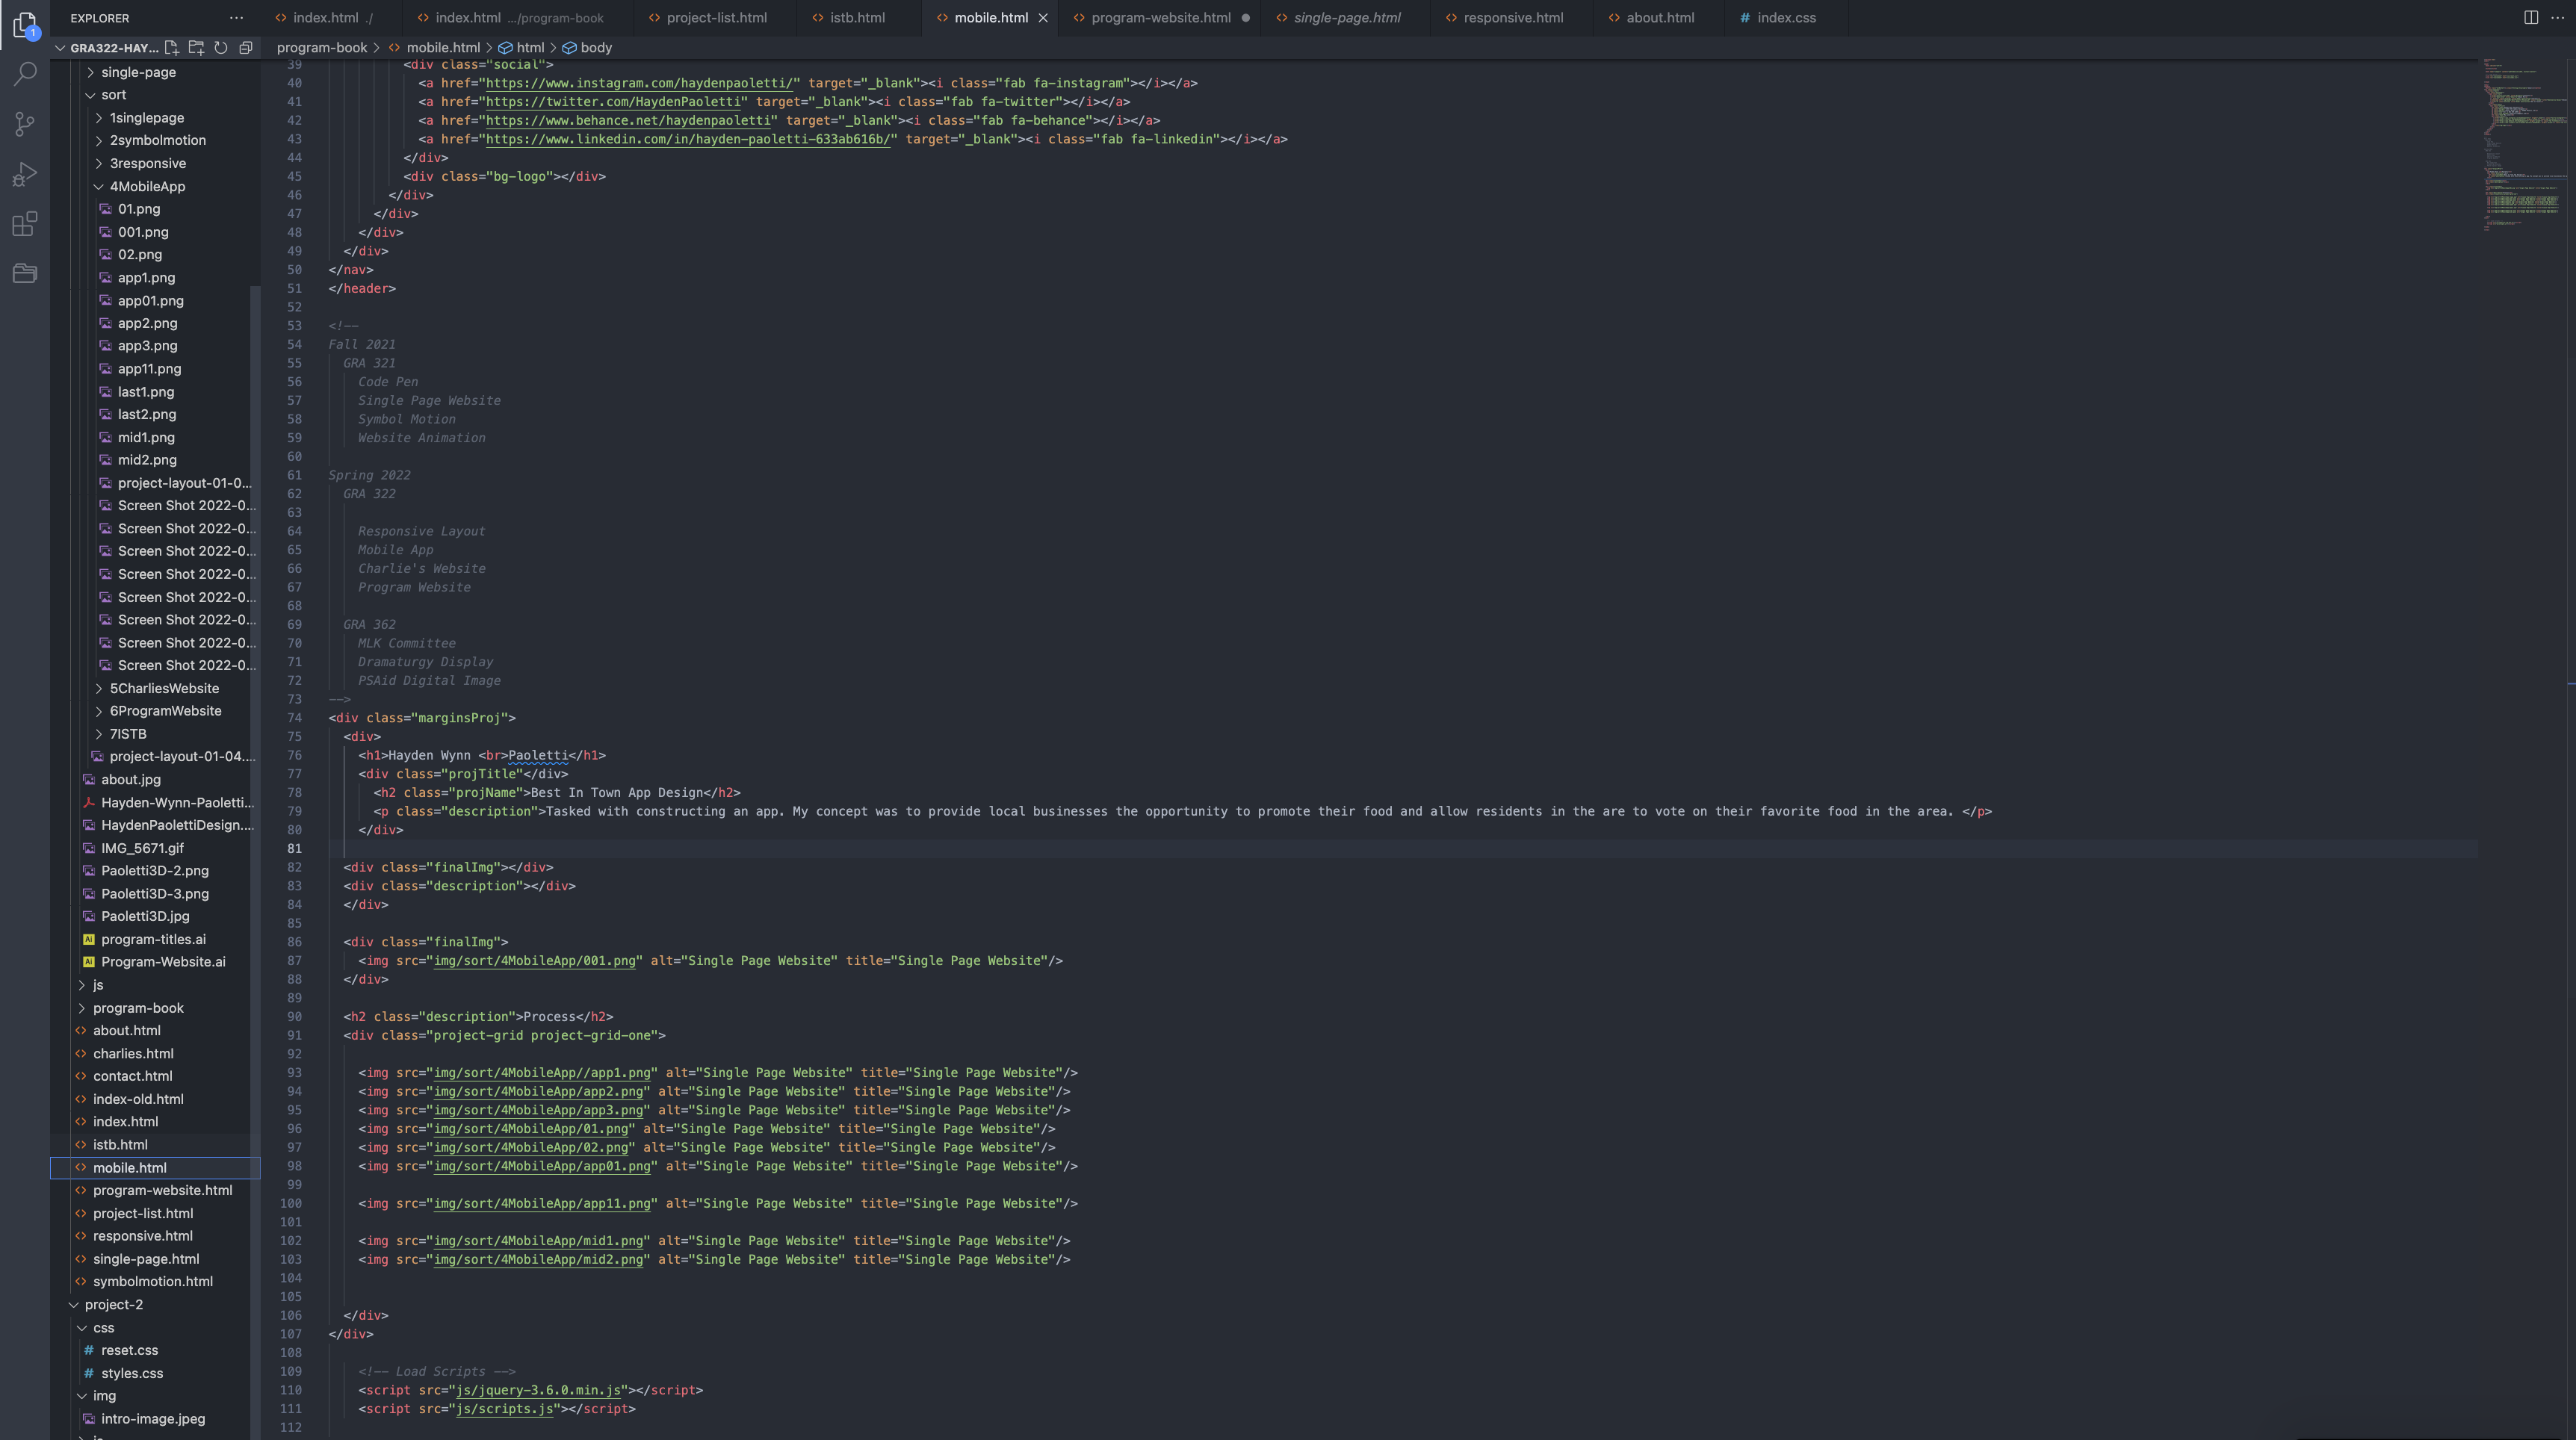 1
EXPLORER
GRA322-HAY...
single-page
sort
1singlepage
2symbolmotion
3responsive
4MobileApp
01.png
001.png
02.png
app1.png
app01.png
app2.png
app3.png
app11.png
last1.png
last2.png
mid1.png
mid2.png
project-layout-01-0...
Screen Shot 2022-0...
Screen Shot 2022-0...
Screen Shot 2022-0...
Screen Shot 2022-0...
Screen Shot 2022-0...
Screen Shot 2022-0...
Screen Shot 2022-0...
Screen Shot 2022-0...
5CharliesWebsite
6ProgramWebsite
7ISTB
project-layout-01-04....
about.jpg
Hayden-Wynn-Paoletti...
HaydenPaolettiDesign....
IMG_5671.gif
Paoletti3D-2.png
Paoletti3D-3.png
Paoletti3D.jpg
Ai program-titles.ai
Ai Program-Website.ai
js
program-book
about.html
charlies.html
contact.html
index-old.html
index.html
istb.html
mobile.html
program-website.html
project-list.html
responsive.html
single-page.html
symbolmotion.html
project-2
css
# reset.css
# styles.css
img
intro-image.jpeg
index.html ./ index.html .../program-book project-list.html istb.html mobile.html program-website.html single-page.html responsive.html about.html # index.css
program-book > mobile.html > html > body
39 <div class="social">
40 <a href="https://www.instagram.com/haydenpaoletti/" target="_blank"><i class="fab fa-instagram"></i></a>
41 <a href="https://twitter.com/HaydenPaoletti" target="_blank"><i class="fab fa-twitter"></i></a>
42 <a href="https://www.behance.net/haydenpaoletti" target="_blank"><i class="fab fa-behance"></i></a>
43 <a href="https://www.linkedin.com/in/hayden-paoletti-633ab616b/" target="_blank"><i class="fab fa-linkedin"></i></a>
44 </div>
45 <div class="bg-logo"></div>
46 </div>
47 </div>
48 </div>
49 </div>
50 </nav>
51 </header>
52
53 <!--
54 Fall 2021
55 GRA 321
56 Code Pen
57 Single Page Website
58 Symbol Motion
59 Website Animation
60
61 Spring 2022
62 GRA 322
63
64 Responsive Layout
65 Mobile App
66 Charlie's Website
67 Program Website
68
69 GRA 362
70 MLK Committee
71 Dramaturgy Display
72 PSAid Digital Image
73 -->
74 <div class="marginsProj">
75 <div>
76 <h1>Hayden Wynn <br>Paoletti</h1>
77 <div class="projTitle"</div>
78 <h2 class="projName">Best In Town App Design</h2>
79 <p class="description">Tasked with constructing an app. My concept was to provide local businesses the opportunity to promote their food and allow residents in the are to vote on their favorite food in the area. </p>
80 </div>
81
82 <div class="finalImg"></div>
83 <div class="description"></div>
84 </div>
85
86 <div class="finalImg">
87 <img src="img/sort/4MobileApp/001.png" alt="Single Page Website" title="Single Page Website"/>
88 </div>
89
90 <h2 class="description">Process</h2>
91 <div class="project-grid project-grid-one">
92
93 <img src="img/sort/4MobileApp//app1.png" alt="Single Page Website" title="Single Page Website"/>
94 <img src="img/sort/4MobileApp/app2.png" alt="Single Page Website" title="Single Page Website"/>
95 <img src="img/sort/4MobileApp/app3.png" alt="Single Page Website" title="Single Page Website"/>
96 <img src="img/sort/4MobileApp/01.png" alt="Single Page Website" title="Single Page Website"/>
97 <img src="img/sort/4MobileApp/02.png" alt="Single Page Website" title="Single Page Website"/>
98 <img src="img/sort/4MobileApp/app01.png" alt="Single Page Website" title="Single Page Website"/>
99
100 <img src="img/sort/4MobileApp/app11.png" alt="Single Page Website" title="Single Page Website"/>
101
102 <img src="img/sort/4MobileApp/mid1.png" alt="Single Page Website" title="Single Page Website"/>
103 <img src="img/sort/4MobileApp/mid2.png" alt="Single Page Website" title="Single Page Website"/>
104
105
106 </div>
107 </div>
108
109 <!-- Load Scripts -->
110 <script src="js/jquery-3.6.0.min.js"></script>
111 <script src="js/scripts.js"></script>
112